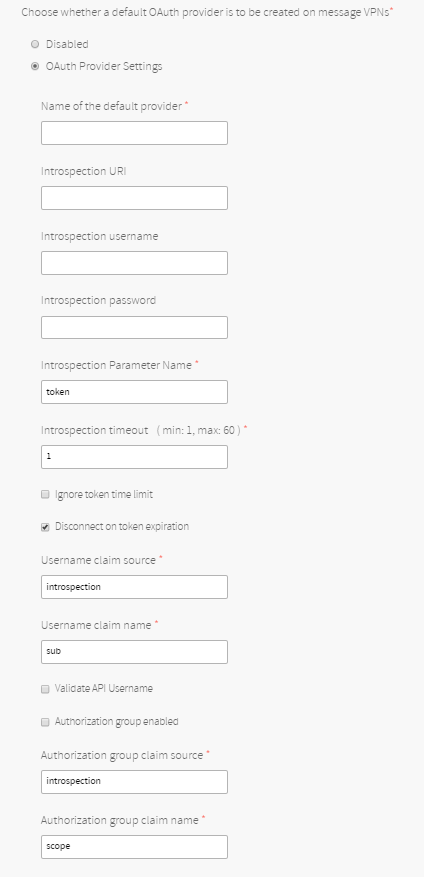 Choose whether a default OAuth provider is to be created on message VPNs*
Disabled
OAuth Provider Settings
Name of the default provider *
Introspection URI
Introspection username
Introspection password
Introspection Parameter Name *
token
Introspection timeout ( min: 1, max: 60 ) *
1
Ignore token time limit
Disconnect on token expiration
Username claim source *
introspection
Username claim name *
sub
Validate API Username
Authorization group enabled
Authorization group claim source *
introspection
Authorization group claim name *
scope